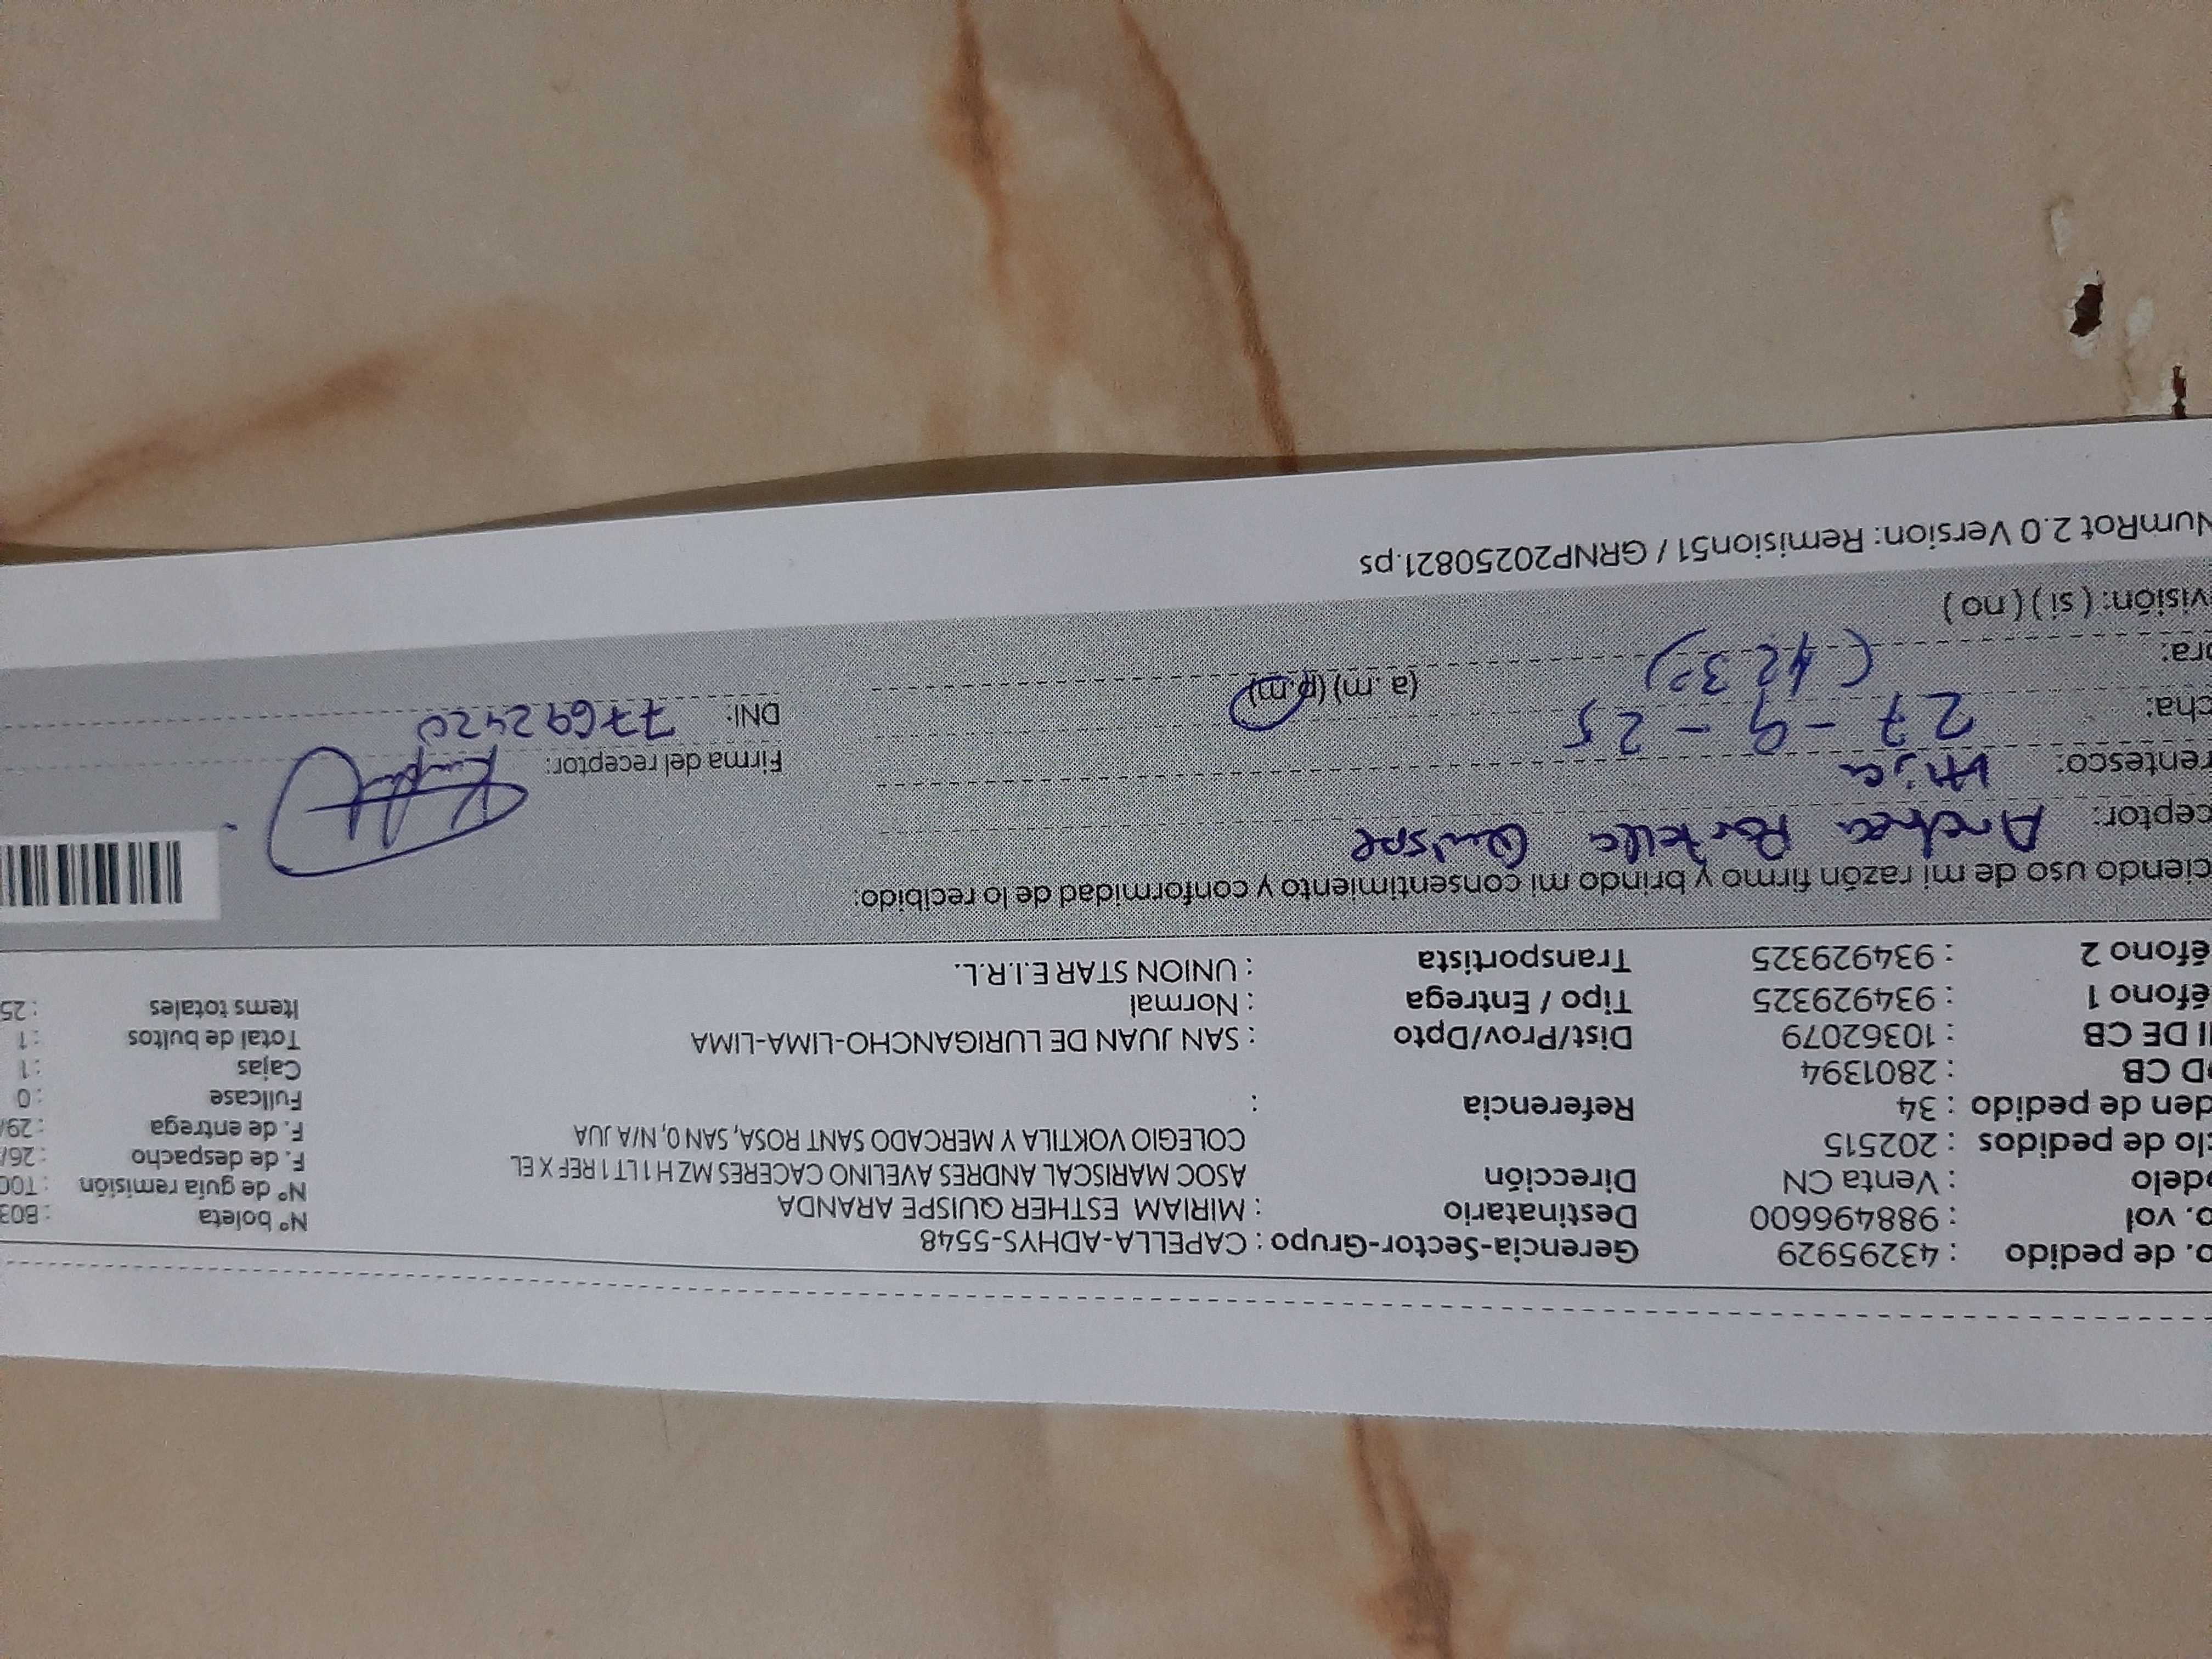 o. de pedido : 43295929 Gerencia-Sector-Grupo : CAPELLA-ADHYS-5548 Nº boleta : B03
p. vol : 988496600 Destinatario : MIRIAM ESTHER QUISPE ARANDA Nº de guía remisión : T00
odelo : Venta CN Dirección ASOC MARISCAL ANDRES AVELINO CACERES MZ H1 LT 1 REF X EL F. de despacho : 26/
clo de pedidos : 202515 COLEGIO VOKTILA Y MERCADO SANT ROSA, SAN 0, N/A JUA F. de entrega : 29/
den de pedido : 34 Referencia : Fullcase : 0
OD CB : 2801394 Cajas : 1
II DE CB : 10362079 Dist/Prov/Dpto : SAN JUAN DE LURIGANCHO-LIMA-LIMA Total de bultos : 1
éfono 1 : 934929325 Tipo / Entrega : Normal Items totales : 25
éfono 2 : 934929325 Transportista : UNION STAR E.I.R.L.
ciendo uso de mi razón firmo y brindo mi consentimiento y conformidad de lo recibido:
ceptor: Andrea Portella Quispe
rentesco: Hija Firma del receptor:
cha: 27-9-25 DNI: 77692420
ora: (a.m) (p.m)
visión: ( si ) ( no )
NumRot 2.0 Version: Remision51 / GRNP20250821.ps